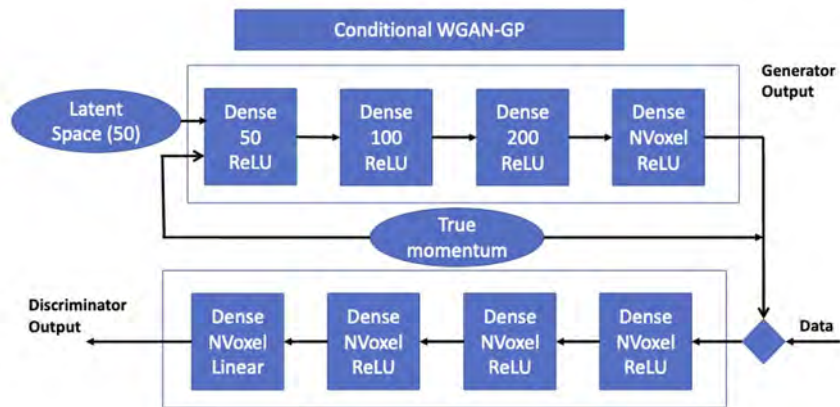 Conditional WGAN-GP
Latent
Space (50)
Dense
50
ReLU
Dense
100
ReLU
Dense
200
ReLU
Dense
NVoxel
ReLU
Generator
Output
True
momentum
Discriminator
Output
Dense
NVoxel
Linear
Dense
NVoxel
ReLU
Dense
NVoxel
ReLU
Dense
NVoxel
ReLU
Data